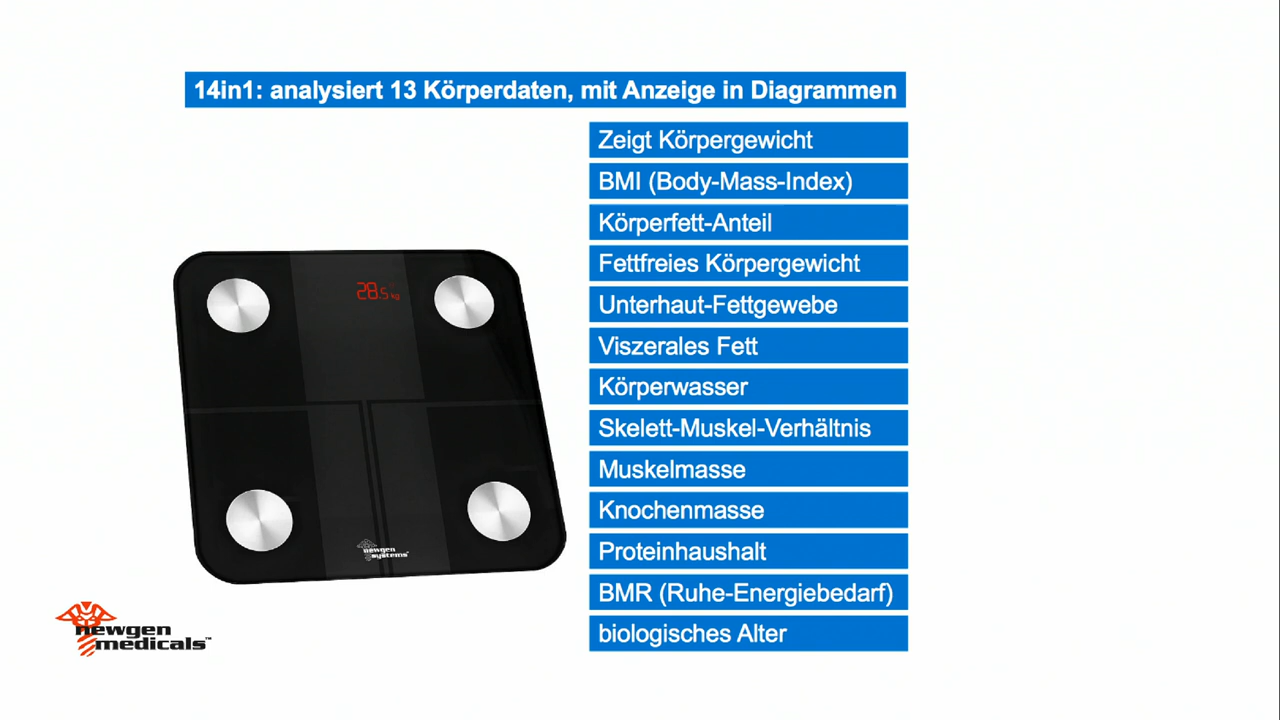 14in1: analysiert 13 Körperdaten, mit Anzeige in Diagrammen
Zeigt Körpergewicht
BMI (Body-Mass-Index)
Körperfett-Anteil
Fettfreies Körpergewicht
Unterhaut-Fettgewebe
Viszerales Fett
Körperwasser
Skelett-Muskel-Verhältnis
Muskelmasse
Knochenmasse
Proteinhaushalt
BMR (Ruhe-Energiebedarf)
biologisches Alter
28.5 kg
newgen
systems™
newgen
medicals™